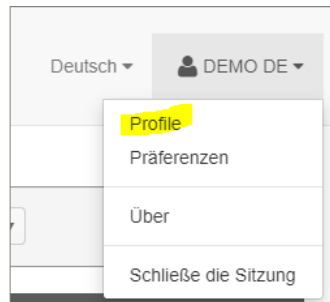 Deutsch DEMO DE
Profile
Präferenzen
Über
Schließe die Sitzung